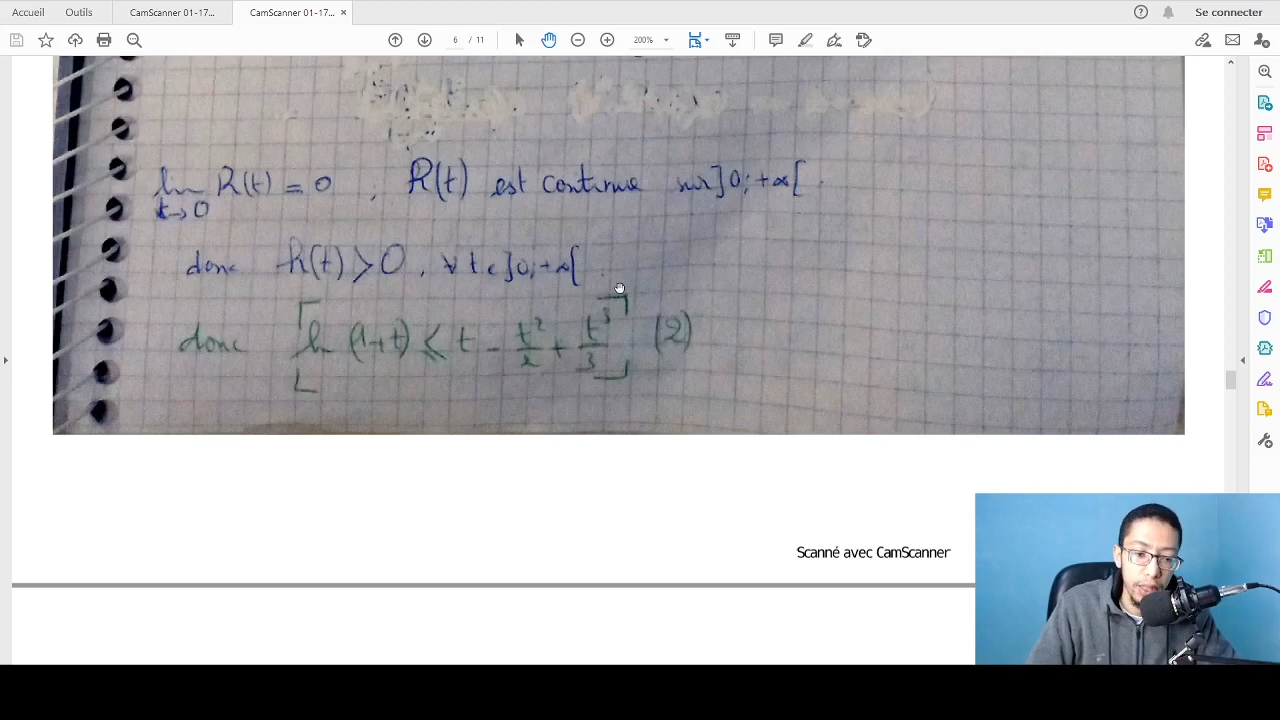 Accueil Outils CamScanner 01-17... CamScanner 01-17... × Se connecter
6 / 11 200%
lim R(t) = 0 , R(t) est continue sur ]0; +∞[
t→0
donc h(t) > 0 , ∀ t ∈ ]0; +∞[
donc ln (1+t) ≤ t - t²/2 + t³/3 (2)
Scanné avec CamScanner